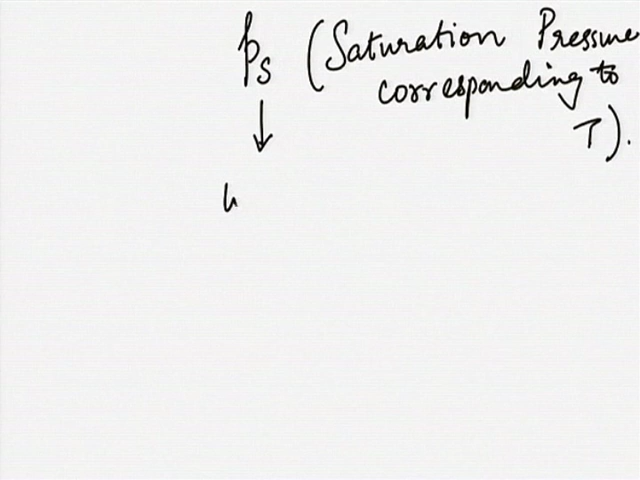 ps (Saturation Pressure
corresponding to
T).